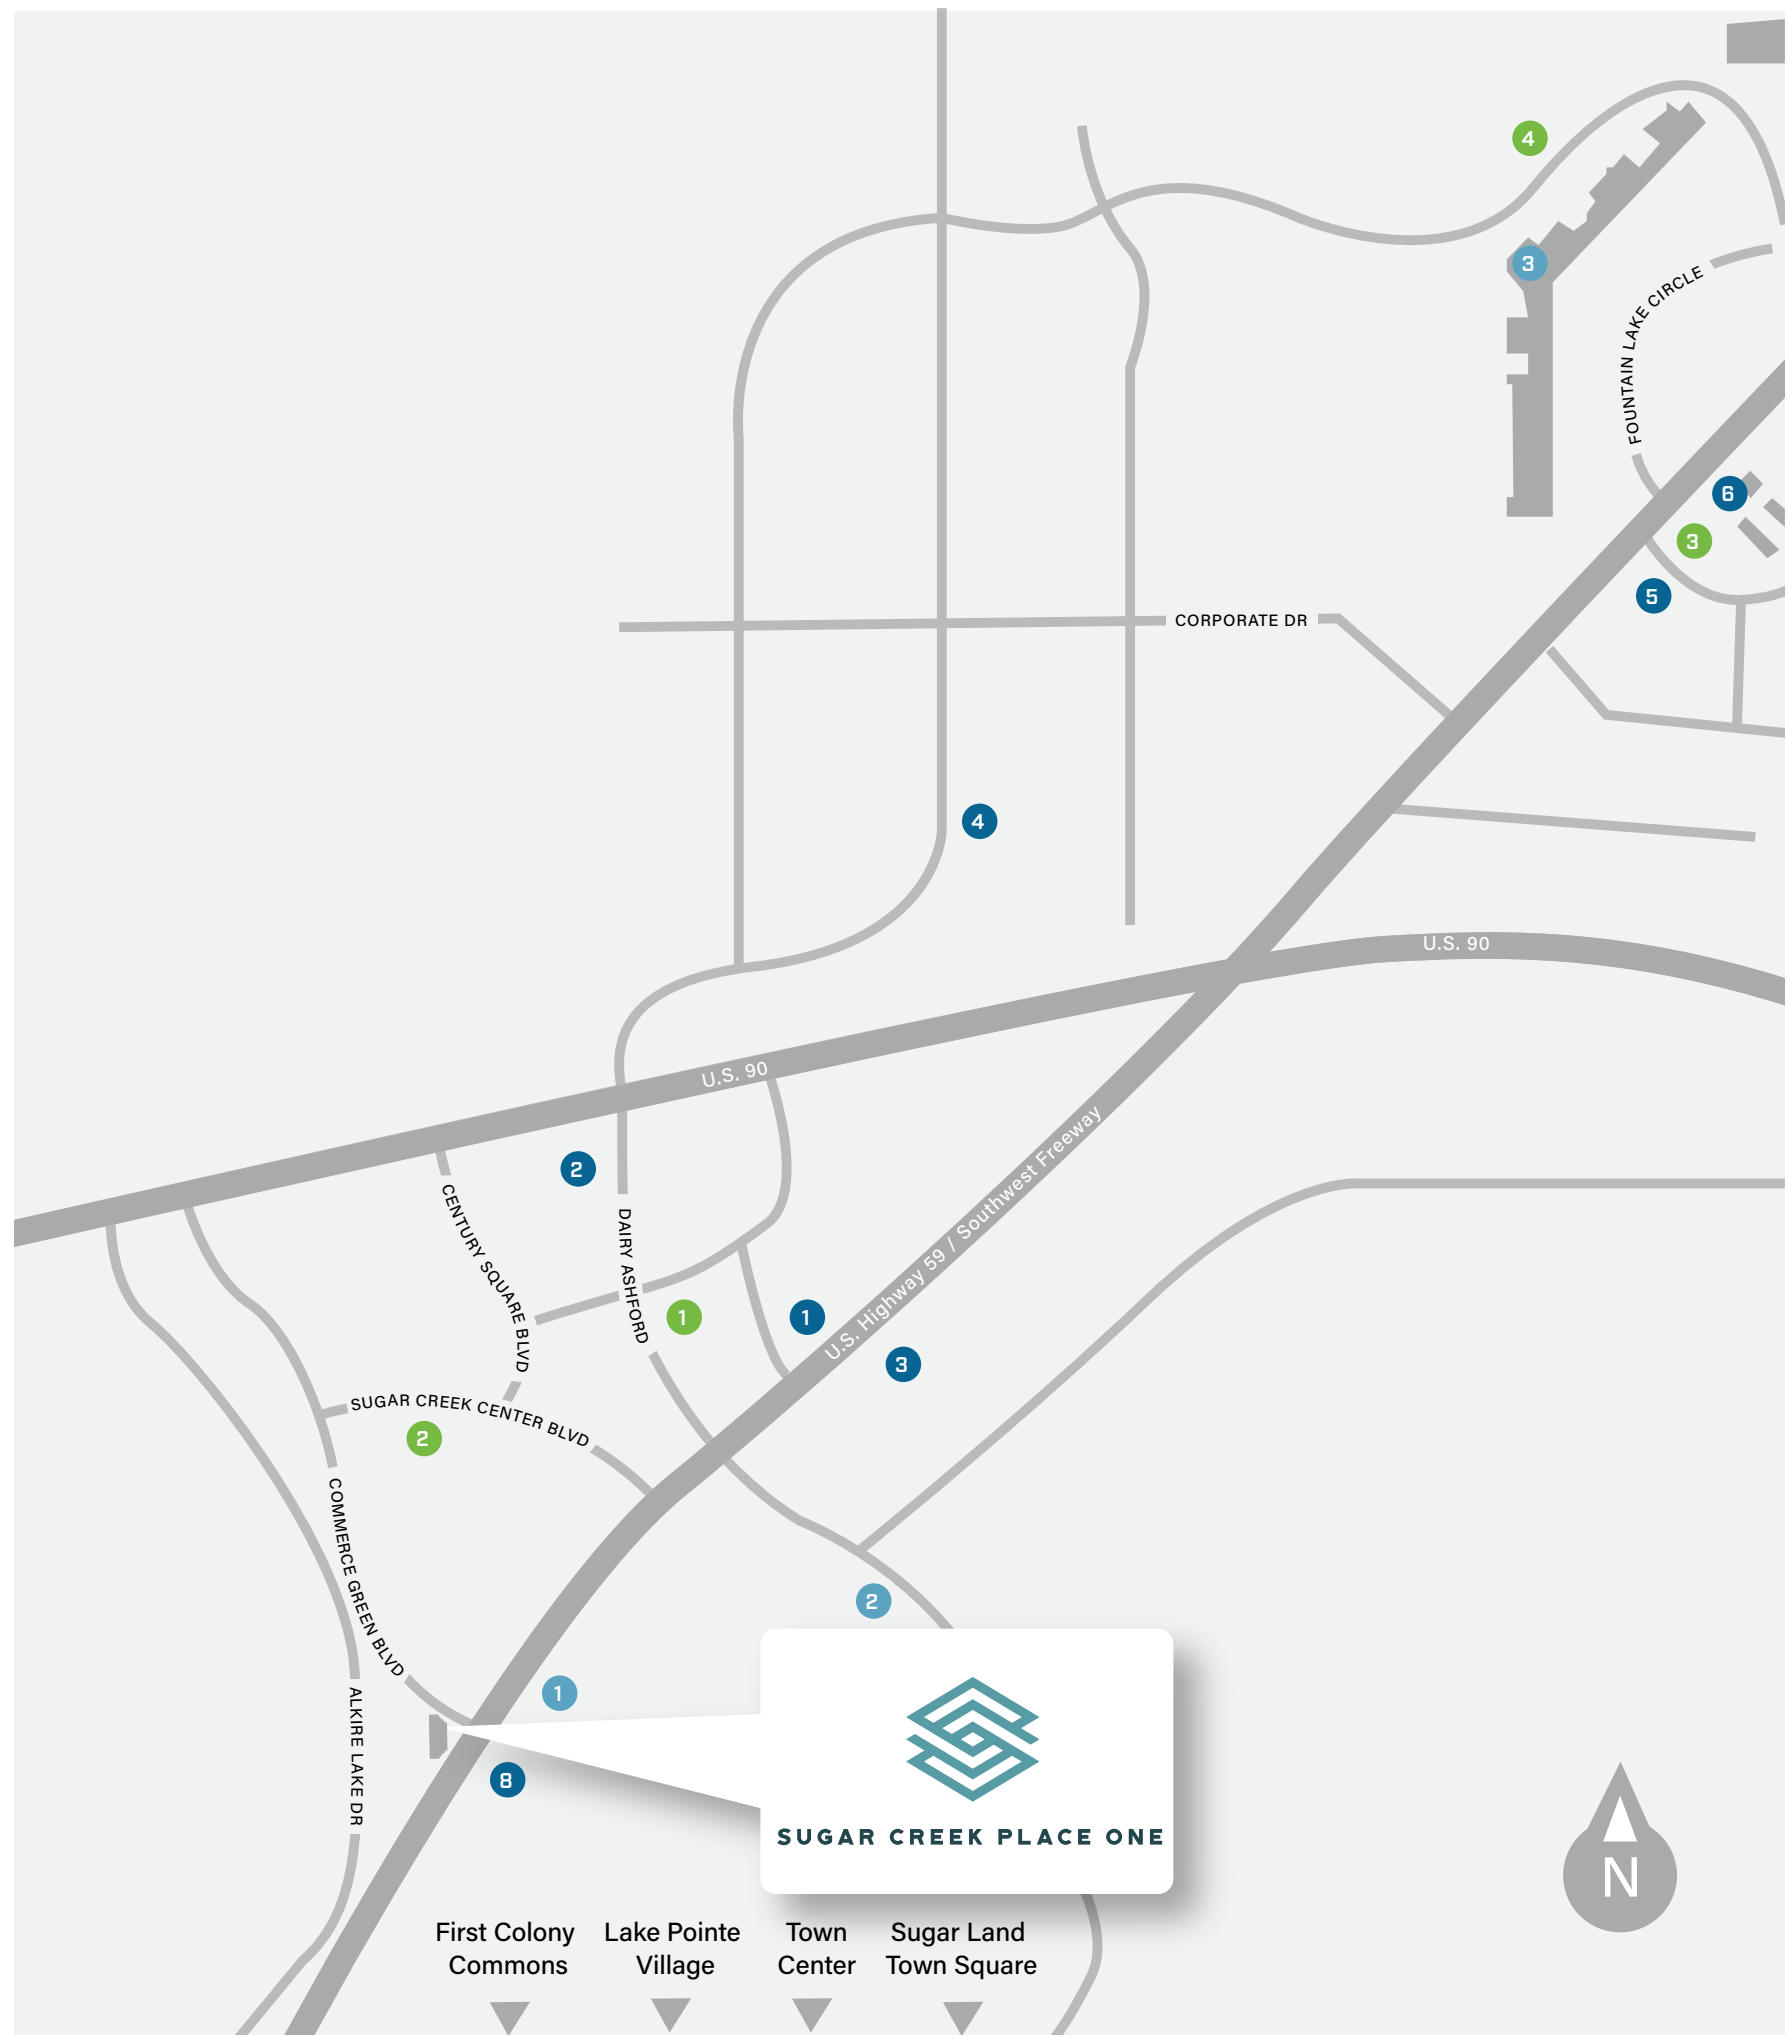 4
3
FOUNTAIN LAKE CIRCLE
6
3
5
CORPORATE DR
4
U.S. 90
U.S. 90
2
CENTURY SQUARE BLVD
DAIRY ASHFORD
U.S. Highway 59 / Southwest Freeway
1
1
3
SUGAR CREEK CENTER BLVD
2
COMMERCE GREEN BLVD
2
1
ALKIRE LAKE DR
8
SUGAR CREEK PLACE ONE
N
First Colony
Commons
Lake Pointe
Village
Town
Center
Sugar Land
Town Square